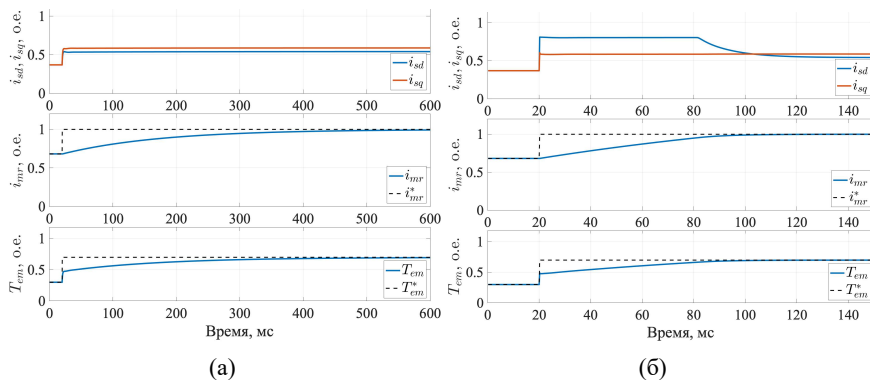 i_sd, i_sq, о.е.
1
0.5
0
i_sd
i_sq
0 100 200 300 400 500 600
i_mr, о.е.
1
0.5
0
i_mr
i*_mr
0 100 200 300 400 500 600
T_em, о.е.
1
0.5
0
T_em
T*_em
0 100 200 300 400 500 600
Время, мс
(а)
i_sd, i_sq, о.е.
1
0.5
0
i_sd
i_sq
0 20 40 60 80 100 120 140
i_mr, о.е.
1
0.5
0
i_mr
i*_mr
0 20 40 60 80 100 120 140
T_em, о.е.
1
0.5
0
T_em
T*_em
0 20 40 60 80 100 120 140
Время, мс
(б)